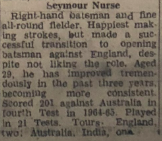 Seymour Nurse
Right-hand batsman and fine
all-round fielder. Happiest mak-
ing strokes, but made a suc-
cessful transition to opening
batsman against England, des-
pite not liking the role. Aged
29, he has improved tremen-
dously in the past three years,
becoming more consistent.
Scored 201 against Australia in
Fourth Test in 1964-65. Played
in 21 Tests. Tours: England,
two; Australia, India, one.